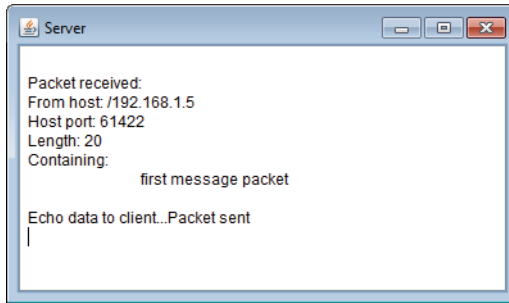 Server
Packet received:
From host: /192.168.1.5
Host port: 61422
Length: 20
Containing:
first message packet
Echo data to client...Packet sent